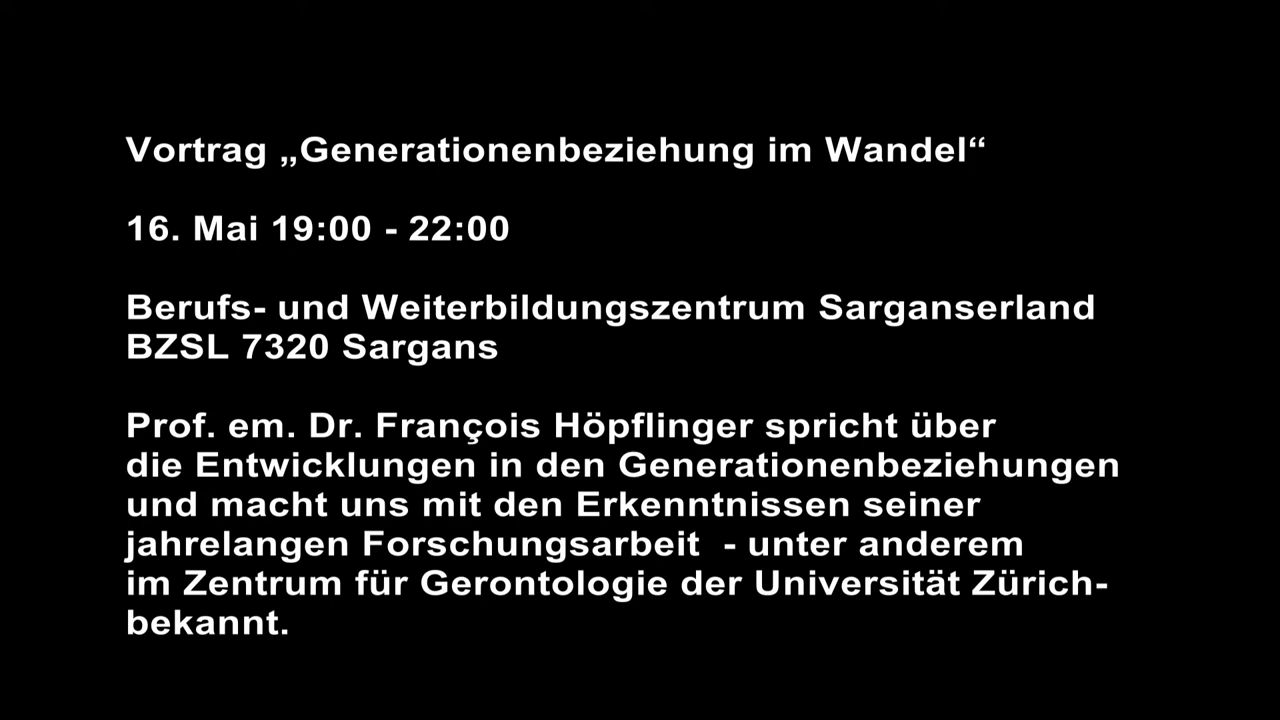 Vortrag „Generationenbeziehung im Wandel“
16. Mai 19:00 - 22:00
Berufs- und Weiterbildungszentrum Sarganserland
BZSL 7320 Sargans
Prof. em. Dr. François Höpflinger spricht über
die Entwicklungen in den Generationenbeziehungen
und macht uns mit den Erkenntnissen seiner
jahrelangen Forschungsarbeit  - unter anderem
im Zentrum für Gerontologie der Universität Zürich-
bekannt.